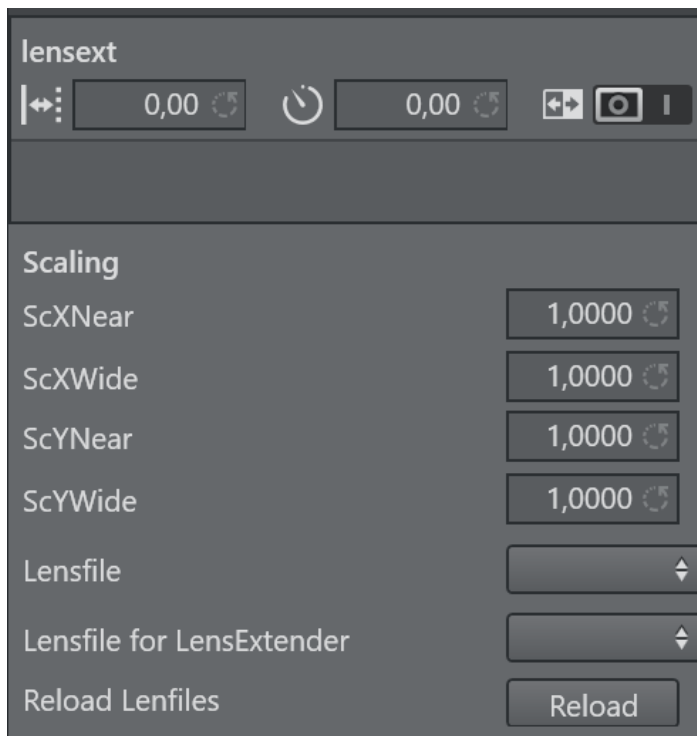 lensext
0,00 0,00 O I
Scaling
ScXNear 1,0000
ScXWide 1,0000
ScYNear 1,0000
ScYWide 1,0000
Lensfile
Lensfile for LensExtender
Reload Lenfiles Reload